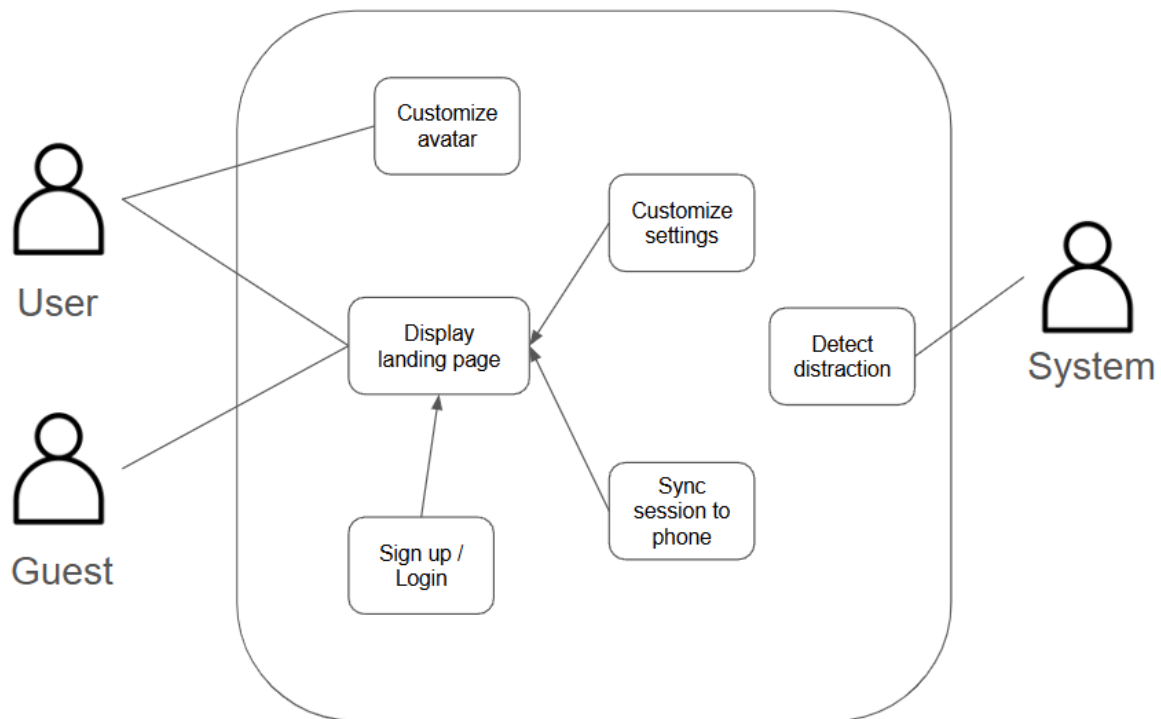 Customize
avatar
User
Customize
settings
Display
landing page
Detect
distraction
System
Guest
Sign up /
Login
Sync
session to
phone